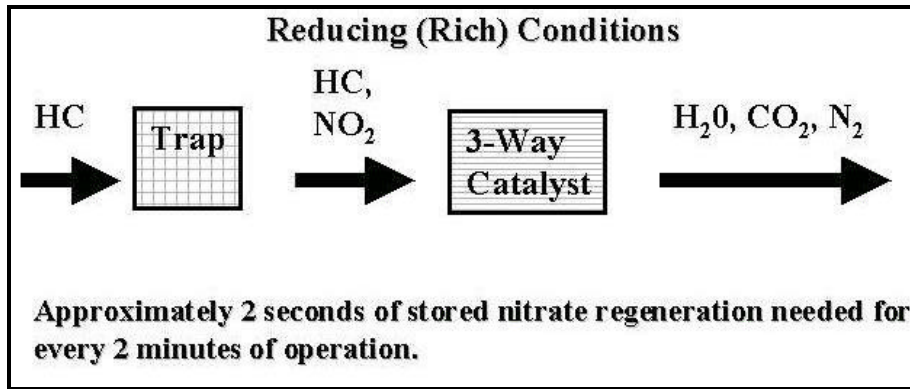 Reducing (Rich) Conditions
HC
Trap
HC,
NO₂
3-Way
Catalyst
H₂0, CO₂, N₂
Approximately 2 seconds of stored nitrate regeneration needed for
every 2 minutes of operation.